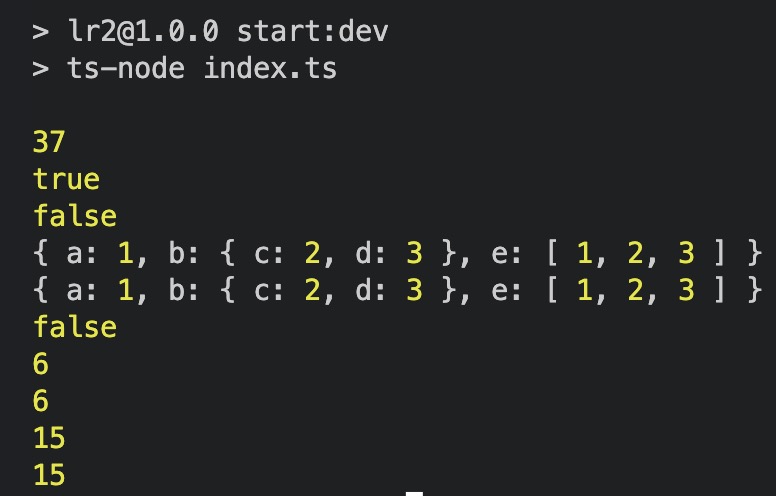 > lr2@1.0.0 start:dev
> ts-node index.ts
37
true
false
{ a: 1, b: { c: 2, d: 3 }, e: [ 1, 2, 3 ] }
{ a: 1, b: { c: 2, d: 3 }, e: [ 1, 2, 3 ] }
false
6
6
15
15